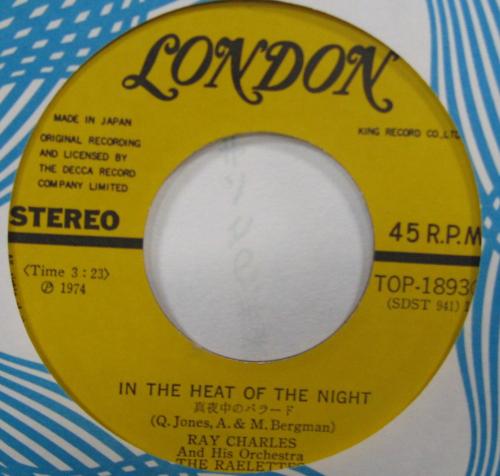 LONDON
MADE IN JAPAN
ORIGINAL RECORDING
AND LICENSED BY
THE DECCA RECORD
COMPANY LIMITED
KING RECORD CO.,LTD.
STEREO
45 R.P.M
〈Time 3 : 23〉
Ⓟ 1974
TOP-1893
(SDST 941)
IN THE HEAT OF THE NIGHT
真夜中のバラード
(Q. Jones, A. & M. Bergman)
RAY CHARLES
And His Orchestra
THE RAELETTES